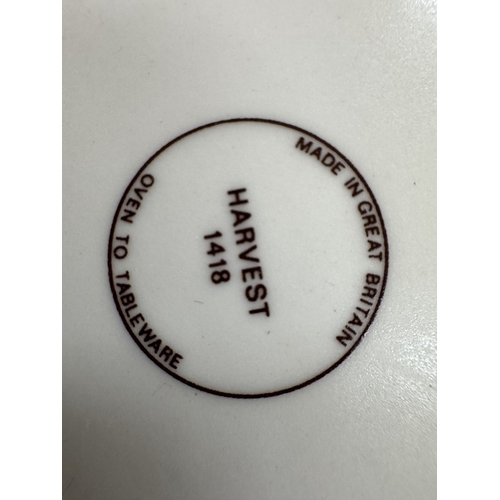 MADE IN GREAT BRITAIN
HARVEST
1418
OVEN TO TABLEWARE